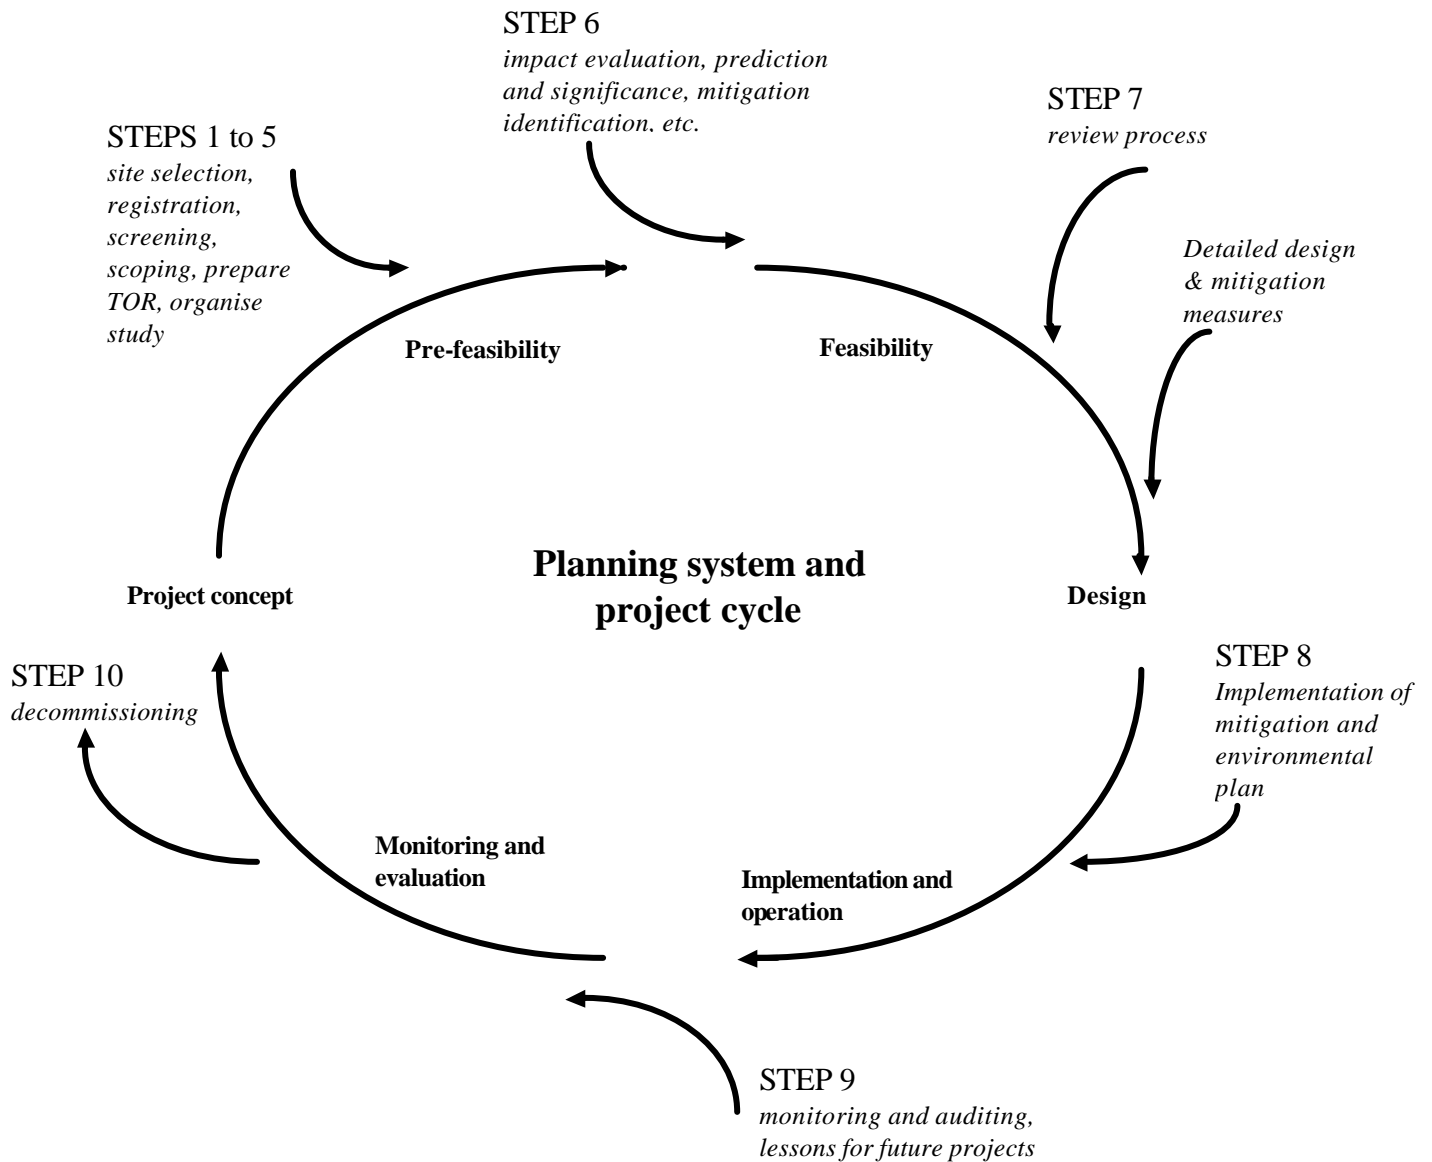 STEP 6
impact evaluation, prediction
and significance, mitigation
identification, etc.
STEP 7
review process
STEPS 1 to 5
site selection,
registration,
screening,
scoping, prepare
TOR, organise
study
Detailed design
& mitigation
measures
Pre-feasibility
Feasibility
Planning system and
project cycle
Project concept
Design
STEP 8
Implementation of
mitigation and
environmental
plan
STEP 10
decommissioning
Monitoring and
evaluation
Implementation and
operation
STEP 9
monitoring and auditing,
lessons for future projects